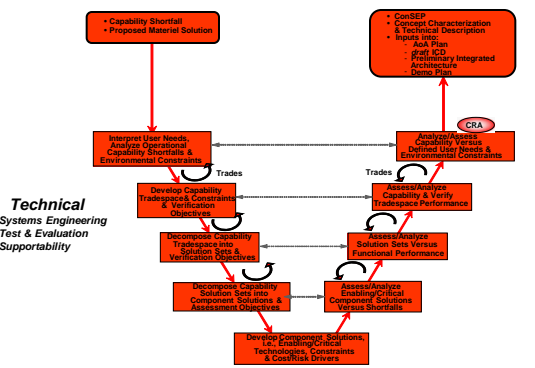 • Capability Shortfall
• Proposed Materiel Solution
• ConSEP
• Concept Characterization
& Technical Description
• Inputs into:
- AoA Plan
- draft ICD
- Preliminary Integrated
Architecture
- Demo Plan
CRA
Interpret User Needs,
Analyze Operational
Capability Shortfalls &
Environmental Constraints
Analyze/Assess
Capability Versus
Defined User Needs &
Environmental Constraints
Trades
Trades
Develop Capability
Tradespace& Constraints
& Verification
Objectives
Assess/Analyze
Capability & Verify
Tradespace Performance
Technical
Systems Engineering
Test & Evaluation
Supportability
Decompose Capability
Tradespace into
Solution Sets &
Verification Objectives
Assess/Analyze
Solution Sets Versus
Functional Performance
Decompose Capability
Solution Sets into
Component Solutions &
Assessment Objectives
Assess/Analyze
Enabling/Critical
Component Solutions
Versus Shortfalls
Develop Component Solutions,
i.e., Enabling/Critical
Technologies, Constraints
& Cost/Risk Drivers